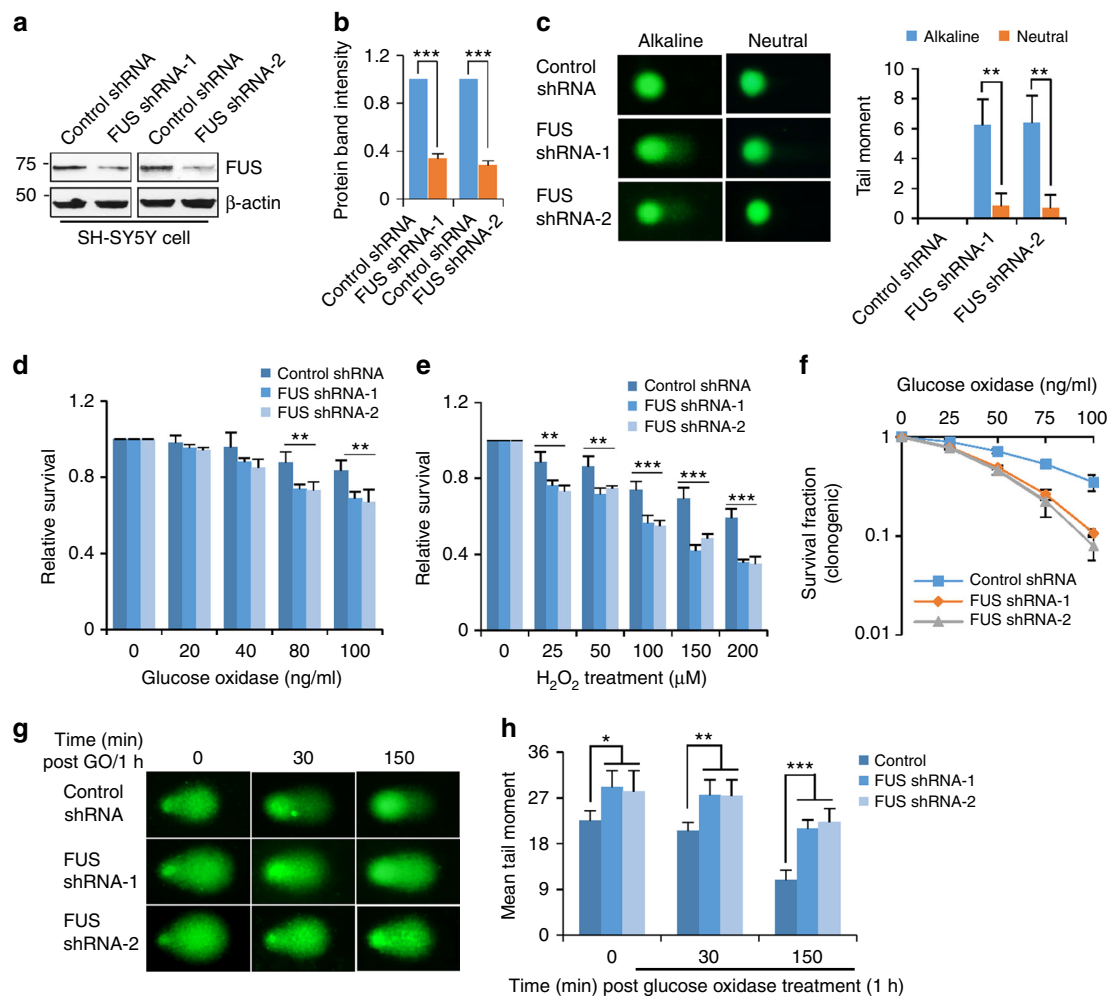 a
Control shRNA
FUS shRNA-1
Control shRNA
FUS shRNA-2
75
50
FUS
β-actin
SH-SY5Y cell
b
Protein band intensity
1.2
0.8
0.4
0
***
***
Control shRNA
FUS shRNA-1
Control shRNA
FUS shRNA-2
c
Alkaline
Neutral
Control
shRNA
FUS
shRNA-1
FUS
shRNA-2
Alkaline
Neutral
Tail moment
10
8
6
4
2
0
**
**
Control shRNA
FUS shRNA-1
FUS shRNA-2
d
Control shRNA
FUS shRNA-1
FUS shRNA-2
Relative survival
1.2
0.8
0.4
0
**
**
0 20 40 80 100
Glucose oxidase (ng/ml)
e
Control shRNA
FUS shRNA-1
FUS shRNA-2
Relative survival
1.2
0.8
0.4
0
**
**
***
***
***
0 25 50 100 150 200
H2O2 treatment (μM)
f
Glucose oxidase (ng/ml)
0 25 50 75 100
1
0.1
0.01
Survival fraction
(clonogenic)
Control shRNA
FUS shRNA-1
FUS shRNA-2
g
Time (min)
post GO/1 h
0 30 150
Control
shRNA
FUS
shRNA-1
FUS
shRNA-2
h
Mean tail moment
36
27
18
9
0
*
**
***
Control
FUS shRNA-1
FUS shRNA-2
0 30 150
Time (min) post glucose oxidase treatment (1 h)